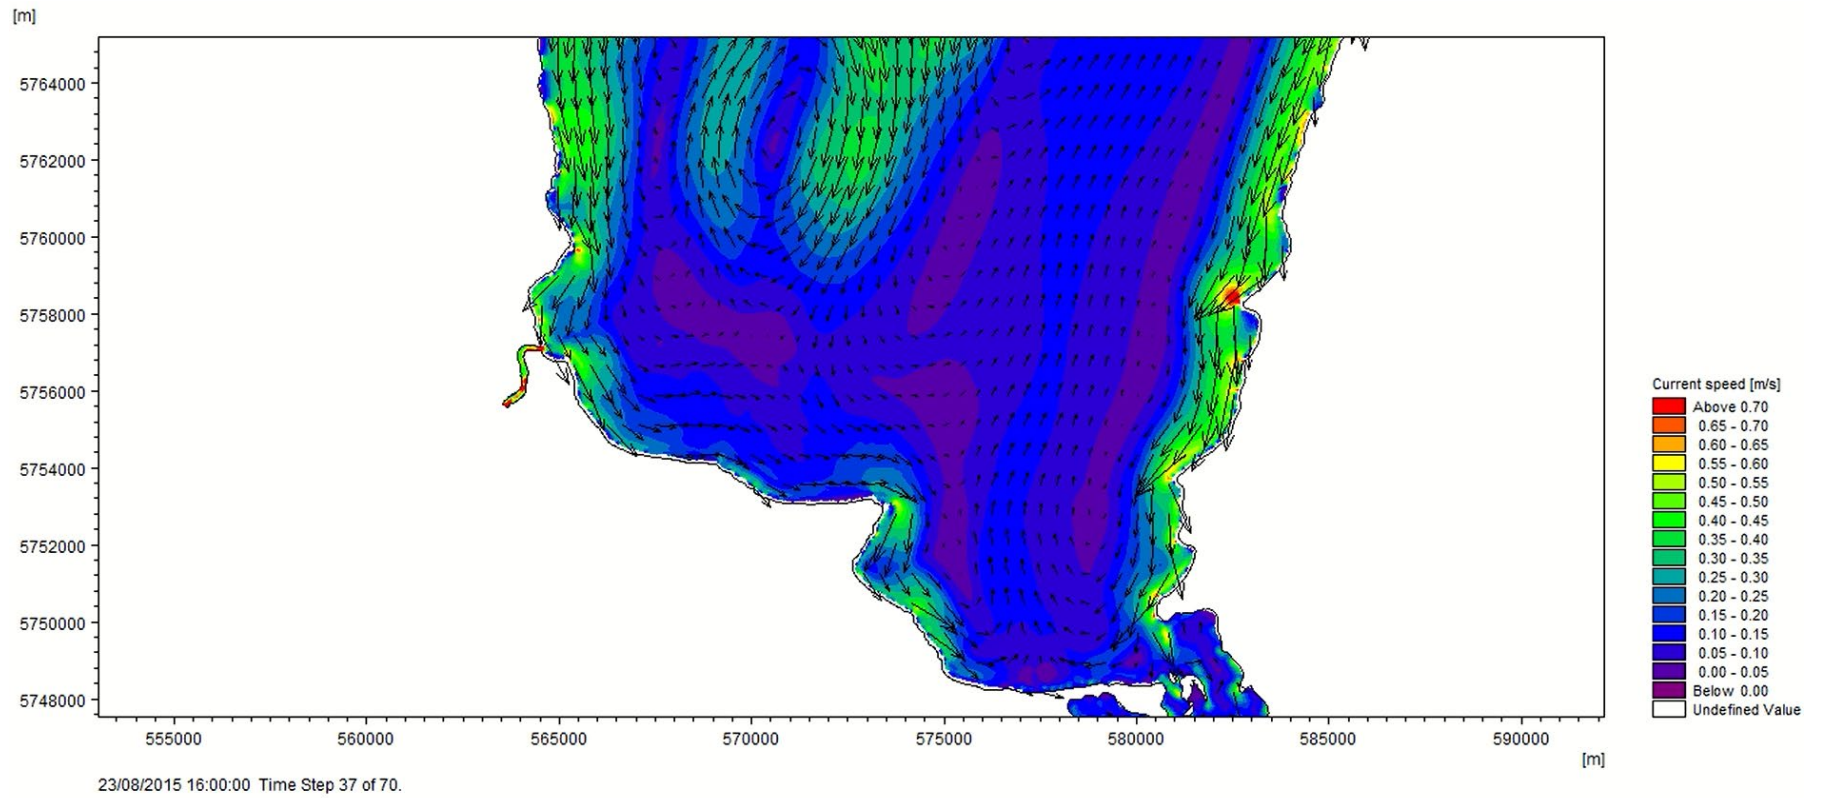 [m]
5764000
5762000
5760000
5758000
5756000
5754000
5752000
5750000
5748000
555000 560000 565000 570000 575000 580000 585000 590000
[m]
Current speed [m/s]
Above 0.70
0.65 - 0.70
0.60 - 0.65
0.55 - 0.60
0.50 - 0.55
0.45 - 0.50
0.40 - 0.45
0.35 - 0.40
0.30 - 0.35
0.25 - 0.30
0.20 - 0.25
0.15 - 0.20
0.10 - 0.15
0.05 - 0.10
0.00 - 0.05
Below 0.00
Undefined Value
23/08/2015 16:00:00 Time Step 37 of 70.